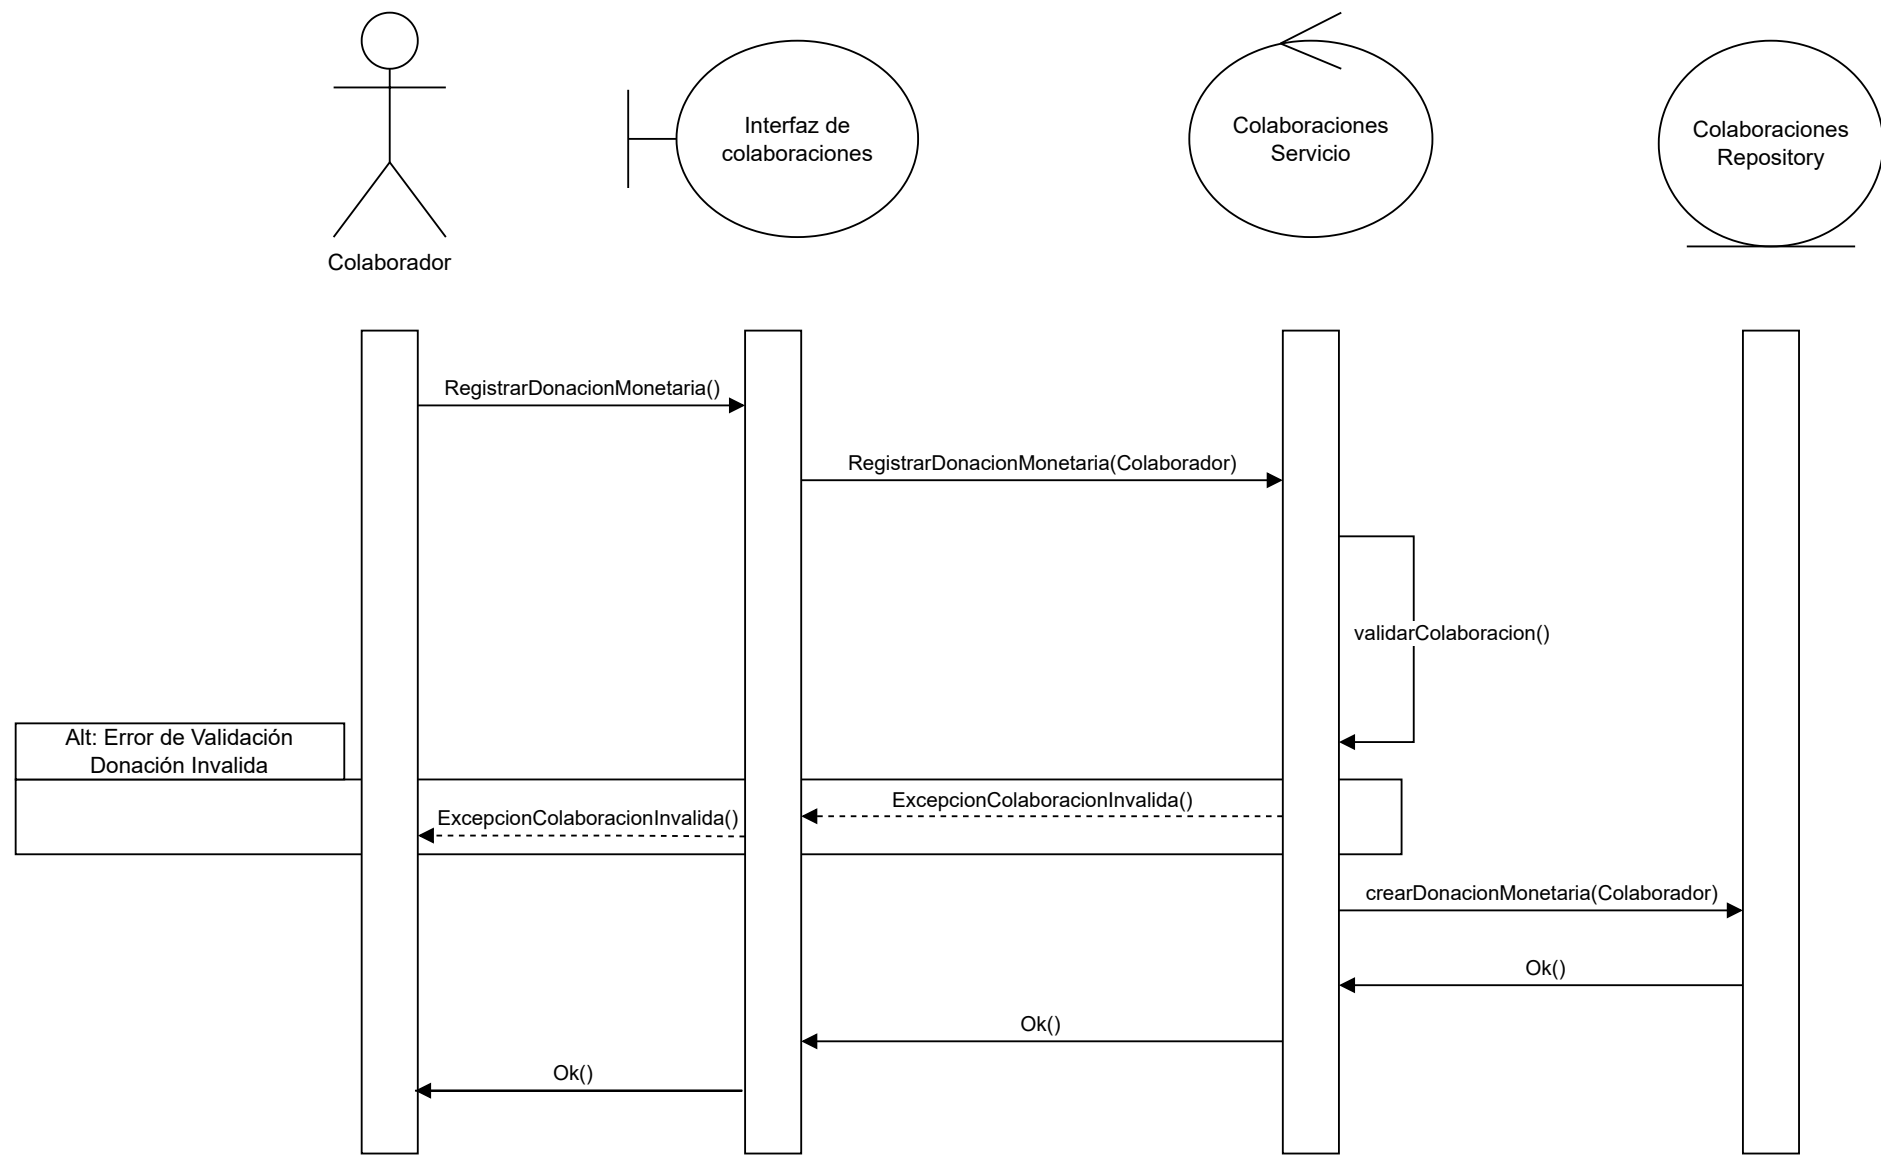 Colaborador
Interfaz de
colaboraciones
Colaboraciones
Servicio
Colaboraciones
Repository
RegistrarDonacionMonetaria()
RegistrarDonacionMonetaria(Colaborador)
validarColaboracion()
Alt: Error de Validación
Donación Invalida
ExcepcionColaboracionInvalida()
ExcepcionColaboracionInvalida()
crearDonacionMonetaria(Colaborador)
Ok()
Ok()
Ok()